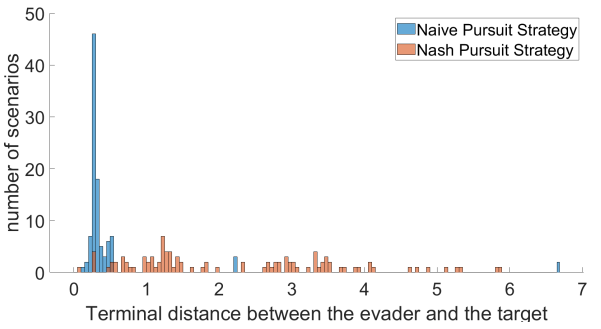 50
40
30
20
10
0
number of scenarios
Naive Pursuit Strategy
Nash Pursuit Strategy
0 1 2 3 4 5 6 7
Terminal distance between the evader and the target